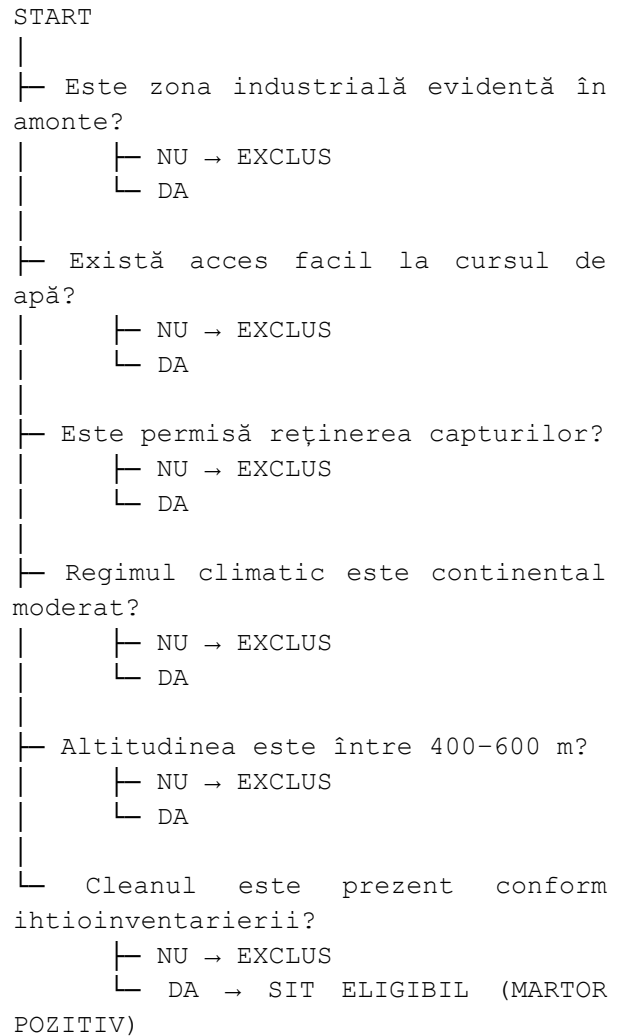 START
│
├─ Este zona industrială evidentă în
amonte?
│     ├─ NU → EXCLUS
│     └─ DA
│
├─ Există acces facil la cursul de
apă?
│     ├─ NU → EXCLUS
│     └─ DA
│
├─ Este permisă reținerea capturilor?
│     ├─ NU → EXCLUS
│     └─ DA
│
├─ Regimul climatic este continental
moderat?
│     ├─ NU → EXCLUS
│     └─ DA
│
├─ Altitudinea este între 400–600 m?
│     ├─ NU → EXCLUS
│     └─ DA
│
└─ Cleanul este prezent conform
ihtioinventarierii?
      ├─ NU → EXCLUS
      └─ DA → SIT ELIGIBIL (MARTOR
POZITIV)